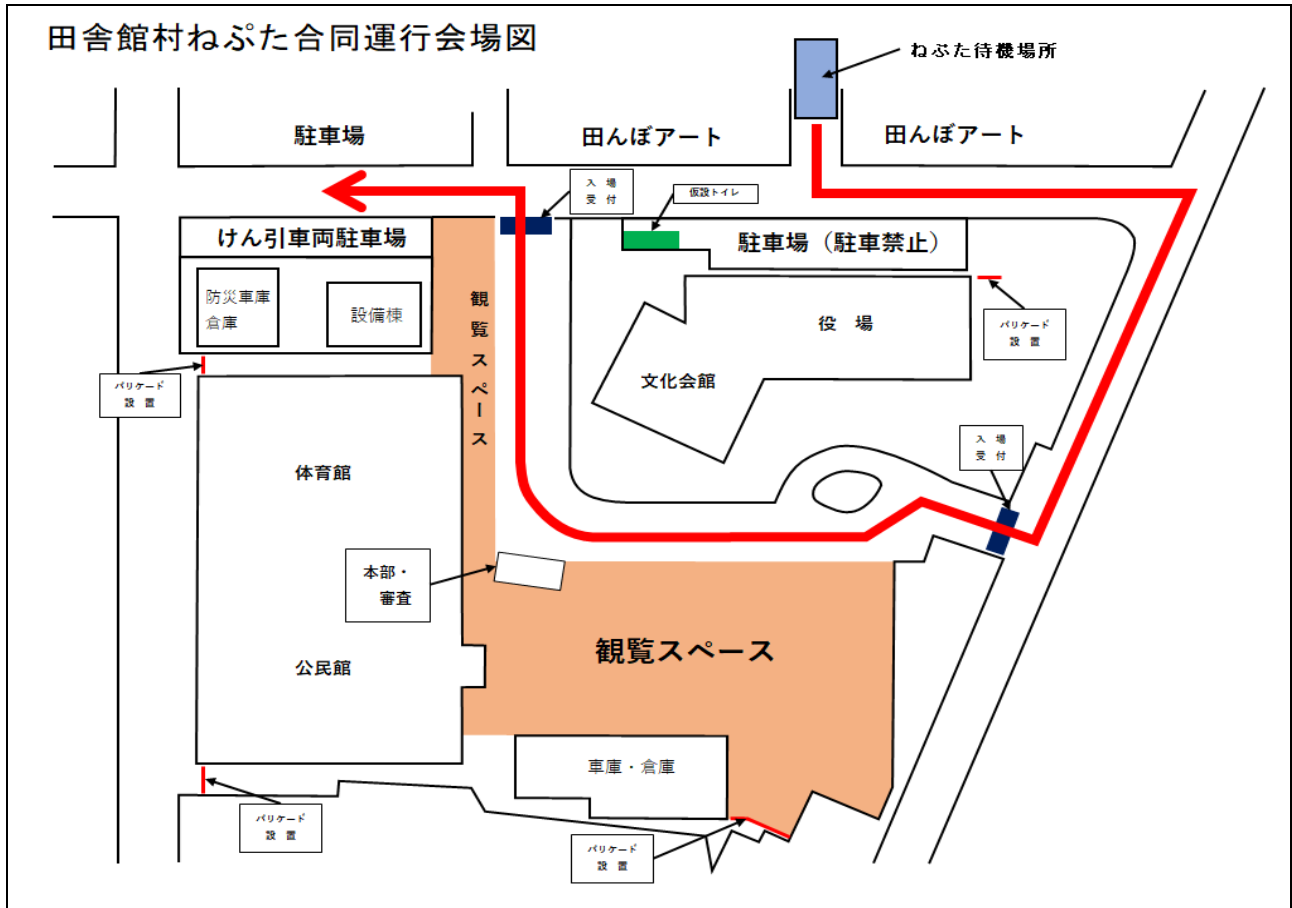 田舎館村ねぷた合同運行会場図
ねぷた待機場所
駐車場
田んぼアート
田んぼアート
入場
受付
仮設トイレ
けん引車両駐車場
駐車場（駐車禁止）
防災車庫
倉庫
設備棟
観覧スペース
役場
バリケード
設置
文化会館
バリケード
設置
入場
受付
体育館
本部・
審査
観覧スペース
公民館
車庫・倉庫
バリケード
設置
バリケード
設置